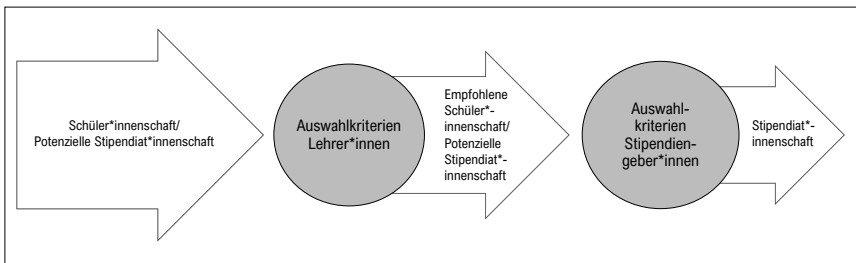 Schüler*innenschaft/
Potenzielle Stipendiat*innenschaft
Auswahlkriterien
Lehrer*innen
Empfohlene
Schüler*-
innenschaft/
Potenzielle
Stipendiat*-
innenschaft
Auswahl-
kriterien
Stipendien-
geber*innen
Stipendiat*-
innenschaft